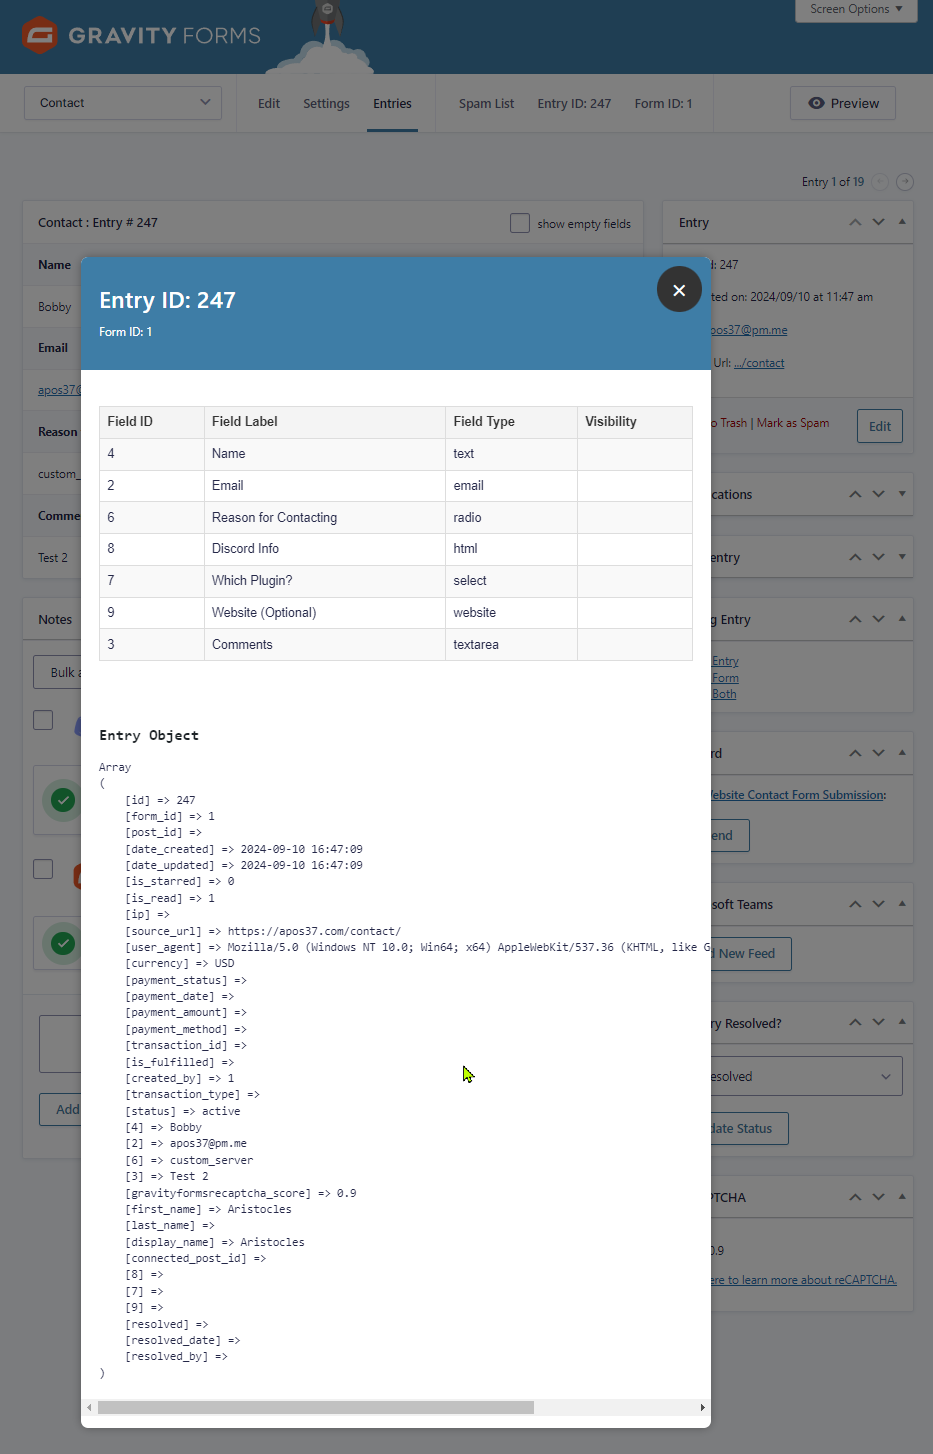 Screen Options
GRAVITY FORMS
Contact
Edit Settings Entries Spam List Entry ID: 247 Form ID: 1
Preview
Entry 1 of 19
Contact : Entry # 247
show empty fields
Name
Bobby
Email
apos37@
Reason
custom_
Test 2
Notes
Bulk
Add
Entry ID: 247
Form ID: 1
Field ID Field Label Field Type Visibility
4 Name text
2 Email email
6 Reason for Contacting radio
8 Discord Info html
7 Which Plugin? select
9 Website (Optional) website
3 Comments textarea
Entry Object
Array
(
[id] => 247
[form_id] => 1
[post_id] =>
[date_created] => 2024-09-10 16:47:09
[date_updated] => 2024-09-10 16:47:09
[is_starred] => 0
[is_read] => 1
[ip] =>
[source_url] => https://apos37.com/contact/
[user_agent] => Mozilla/5.0 (Windows NT 10.0; Win64; x64) AppleWebKit/537.36 (KHTML, like G
[currency] => USD
[payment_status] =>
[payment_date] =>
[payment_amount] =>
[payment_method] =>
[transaction_id] =>
[is_fulfilled] =>
[created_by] => 1
[transaction_type] =>
[status] => active
[4] => Bobby
[2] => apos37@pm.me
[6] => custom_server
[3] => Test 2
[gravityformsrecaptcha_score] => 0.9
[first_name] => Aristocles
[last_name] =>
[display_name] => Aristocles
[connected_post_id] =>
[8] =>
[7] =>
[9] =>
[resolved] =>
[resolved_date] =>
[resolved_by] =>
)
Entry
: 247
ted on: 2024/09/10 at 11:47 am
pos37@pm.me
Url: .../contact
o Trash | Mark as Spam
Edit
cations
entry
g Entry
Entry
Form
Both
rd
ebsite Contact Form Submission:
end
soft Teams
New Feed
ry Resolved?
esolved
date Status
PTCHA
0.9
ere to learn more about reCAPTCHA.